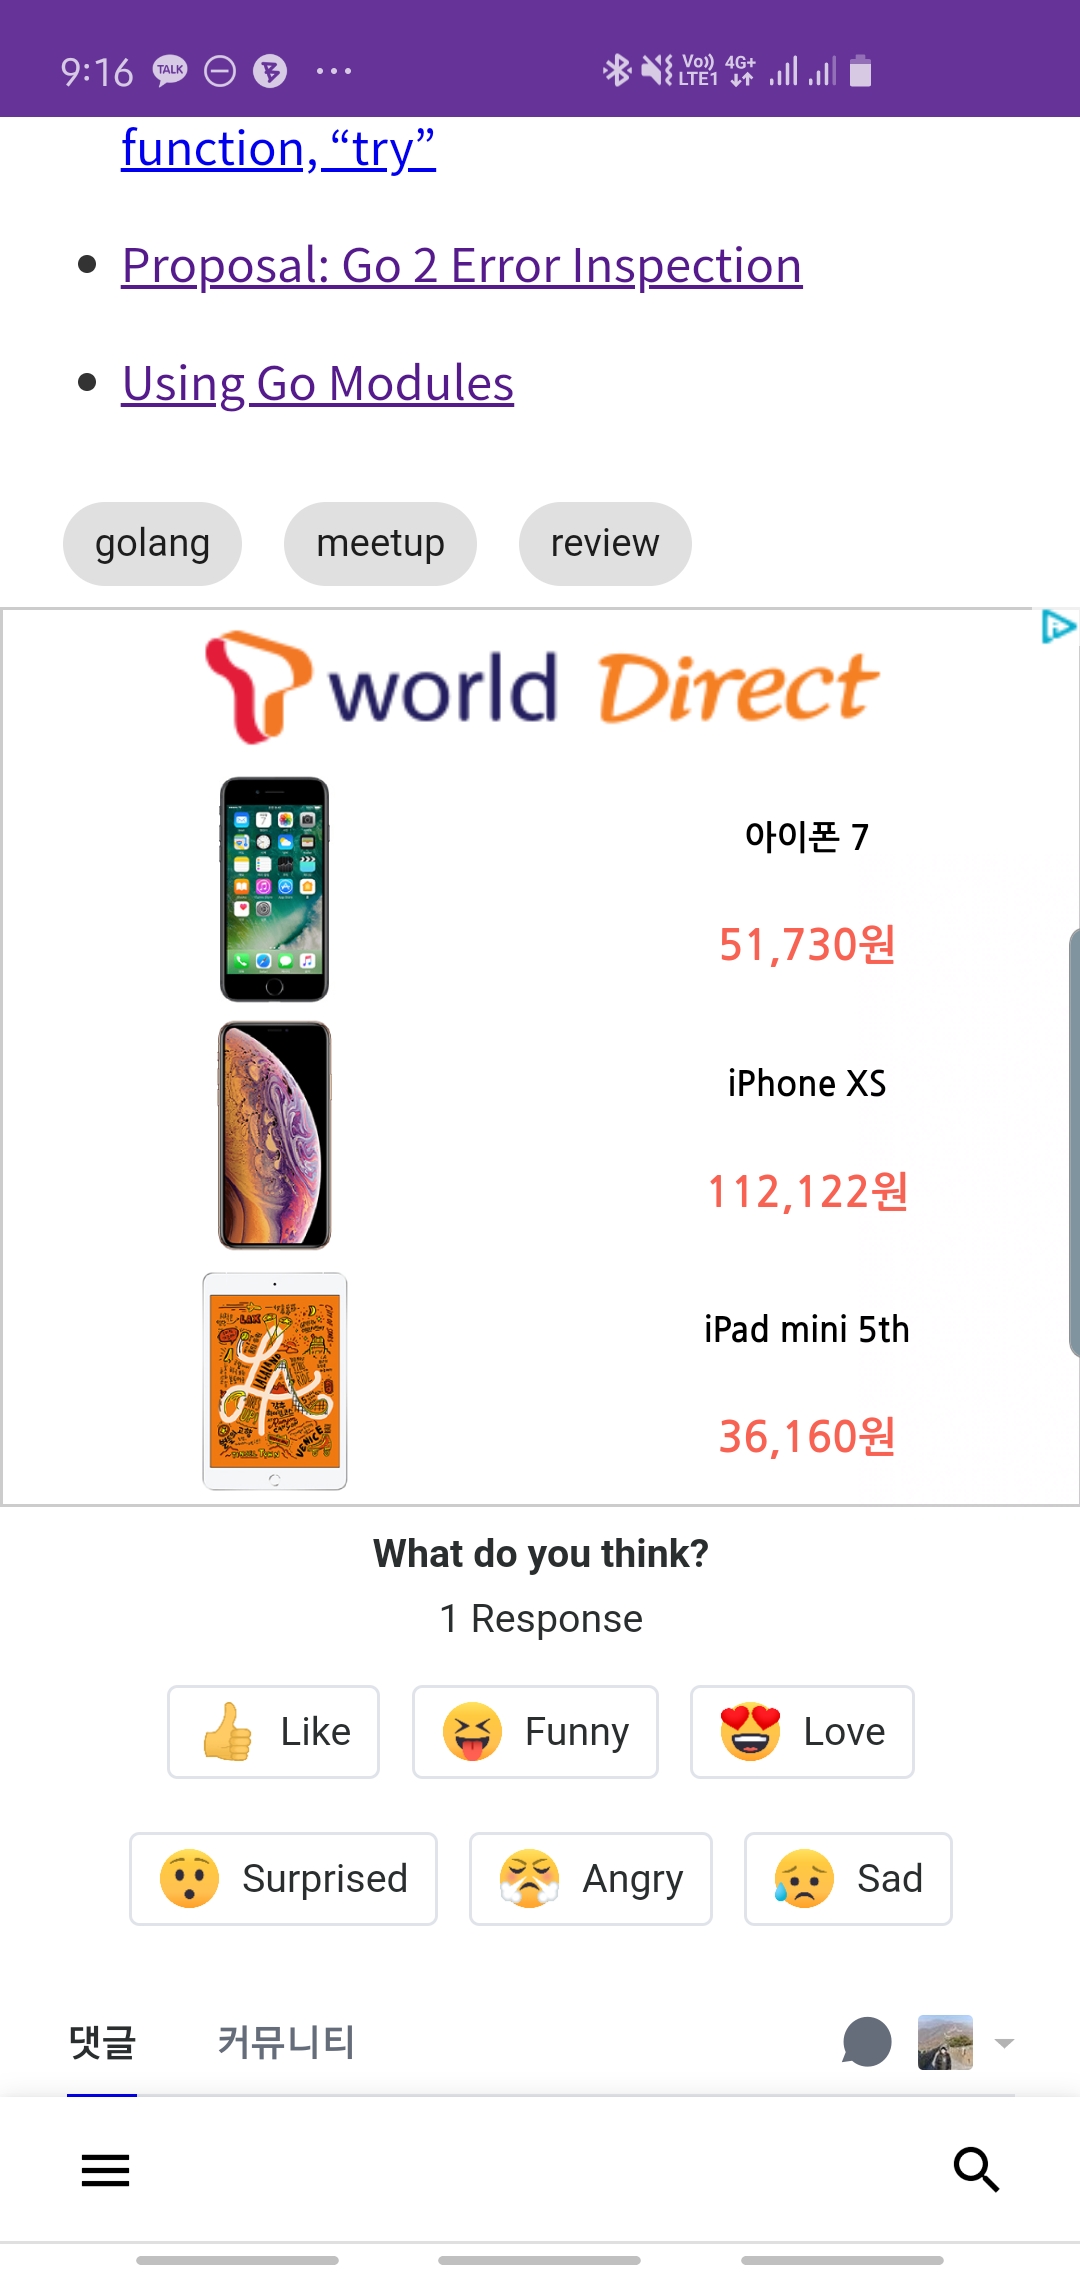 9:16 TALK Vo)) LTE1 4G+
function, “try”
Proposal: Go 2 Error Inspection
Using Go Modules
golang meetup review
T world Direct
아이폰 7
51,730원
iPhone XS
112,122원
iPad mini 5th
36,160원
What do you think?
1 Response
Like Funny Love
Surprised Angry Sad
댓글 커뮤니티